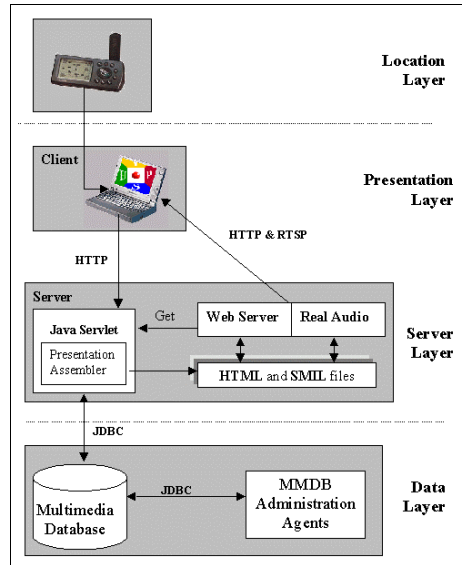 Location
Layer
Client
Presentation
Layer
HTTP & RTSP
HTTP
Server
Java Servlet
Presentation
Assembler
Get
Web Server
Real Audio
HTML and SMIL files
Server
Layer
JDBC
Multimedia
Database
JDBC
MMDB
Administration
Agents
Data
Layer